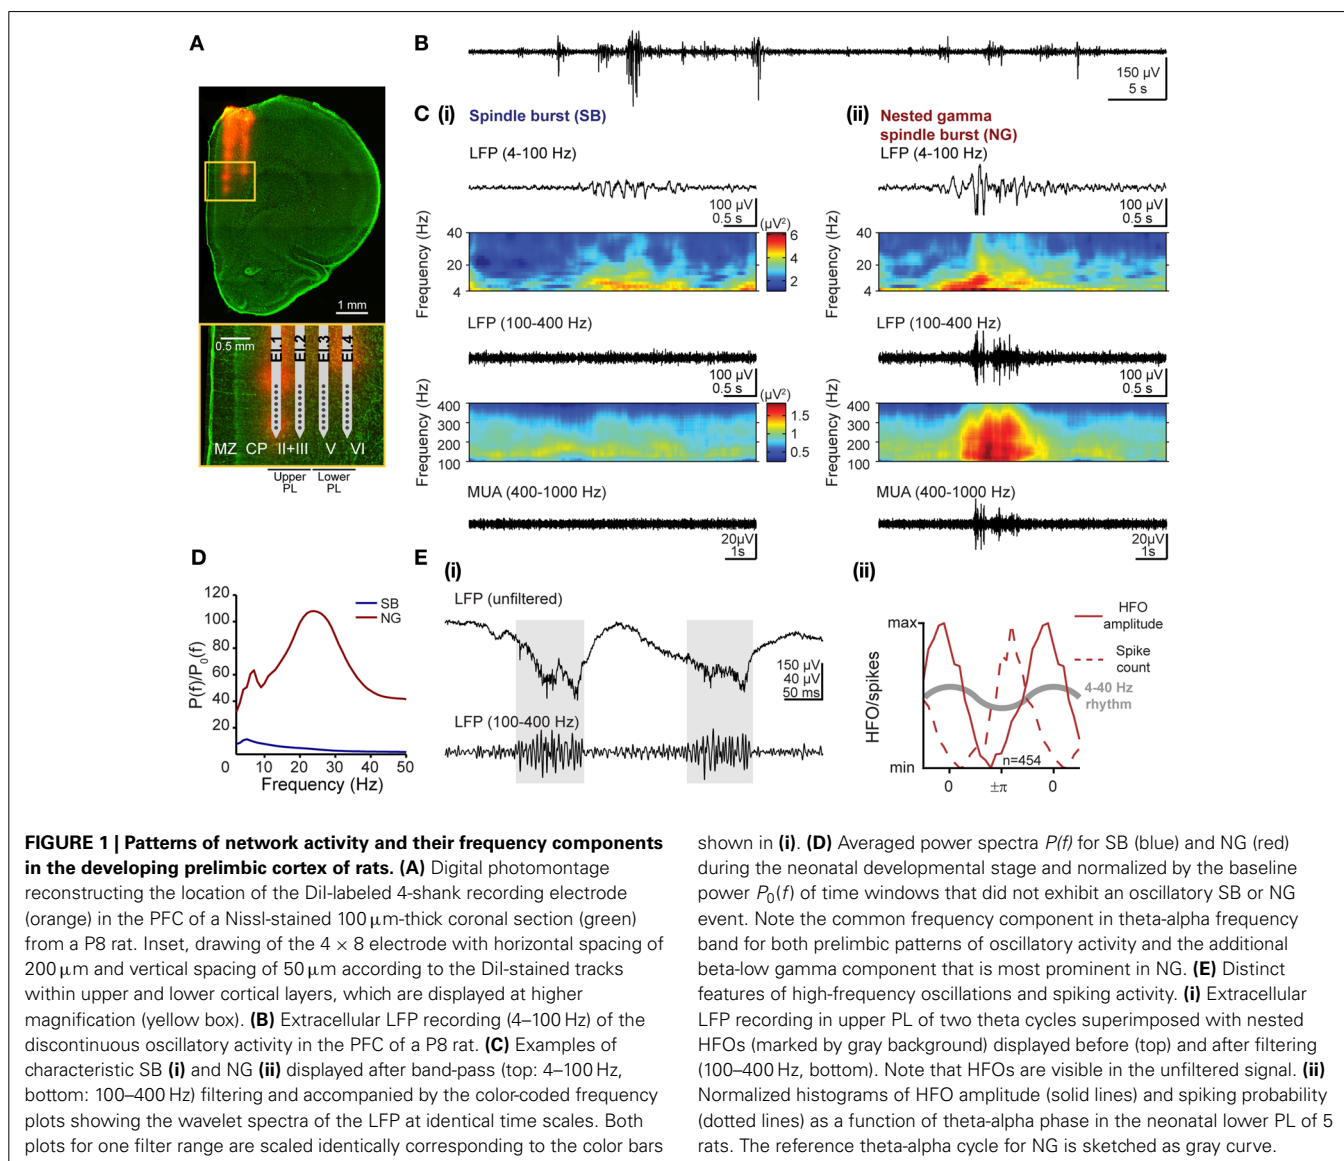 A
B
150 µV
5 s
C (i) Spindle burst (SB)
(ii) Nested gamma
spindle burst (NG)
LFP (4-100 Hz)
LFP (4-100 Hz)
100 µV
0.5 s
100 µV
0.5 s
(µV²)
Frequency (Hz)
40
20
4
6
4
2
Frequency (Hz)
40
20
4
1 mm
LFP (100-400 Hz)
LFP (100-400 Hz)
0.5 mm
El.1
El.2
El.3
El.4
100 µV
0.5 s
100 µV
0.5 s
(µV²)
Frequency (Hz)
400
300
200
100
1.5
1
0.5
Frequency (Hz)
400
300
200
100
MZ CP II+III V VI
Upper
PL
Lower
PL
MUA (400-1000 Hz)
MUA (400-1000 Hz)
20µV
1s
20µV
1s
D
P(f)/P₀(f)
120
100
80
60
40
20
0 10 20 30 40 50
Frequency (Hz)
SB
NG
E (i)
LFP (unfiltered)
150 µV
40 µV
50 ms
LFP (100-400 Hz)
(ii)
HFO/spikes
max
min
HFO
amplitude
Spike
count
4-40 Hz
rhythm
n=454
0 ±π 0
FIGURE 1 | Patterns of network activity and their frequency components
in the developing prelimbic cortex of rats. (A) Digital photomontage
reconstructing the location of the DiI-labeled 4-shank recording electrode
(orange) in the PFC of a Nissl-stained 100 µm-thick coronal section (green)
from a P8 rat. Inset, drawing of the 4 × 8 electrode with horizontal spacing of
200 µm and vertical spacing of 50 µm according to the DiI-stained tracks
within upper and lower cortical layers, which are displayed at higher
magnification (yellow box). (B) Extracellular LFP recording (4–100 Hz) of the
discontinuous oscillatory activity in the PFC of a P8 rat. (C) Examples of
characteristic SB (i) and NG (ii) displayed after band-pass (top: 4–100 Hz,
bottom: 100–400 Hz) filtering and accompanied by the color-coded frequency
plots showing the wavelet spectra of the LFP at identical time scales. Both
plots for one filter range are scaled identically corresponding to the color bars
shown in (i). (D) Averaged power spectra P(f) for SB (blue) and NG (red)
during the neonatal developmental stage and normalized by the baseline
power P₀(f) of time windows that did not exhibit an oscillatory SB or NG
event. Note the common frequency component in theta-alpha frequency
band for both prelimbic patterns of oscillatory activity and the additional
beta-low gamma component that is most prominent in NG. (E) Distinct
features of high-frequency oscillations and spiking activity. (i) Extracellular
LFP recording in upper PL of two theta cycles superimposed with nested
HFOs (marked by gray background) displayed before (top) and after filtering
(100–400 Hz, bottom). Note that HFOs are visible in the unfiltered signal. (ii)
Normalized histograms of HFO amplitude (solid lines) and spiking probability
(dotted lines) as a function of theta-alpha phase in the neonatal lower PL of 5
rats. The reference theta-alpha cycle for NG is sketched as gray curve.